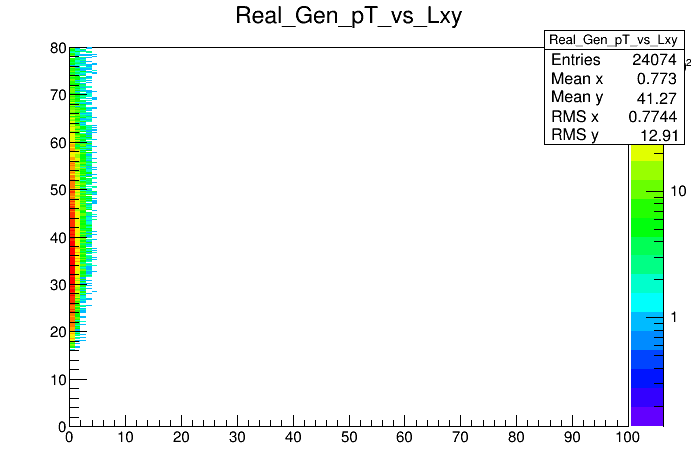 Real_Gen_pT_vs_Lxy
Real_Gen_pT_vs_Lxy
Entries 24074
Mean x 0.773
Mean y 41.27
RMS x 0.7744
RMS y 12.91
80
70
60
50
40
30
20
10
0
0 10 20 30 40 50 60 70 80 90 100
2
10
1